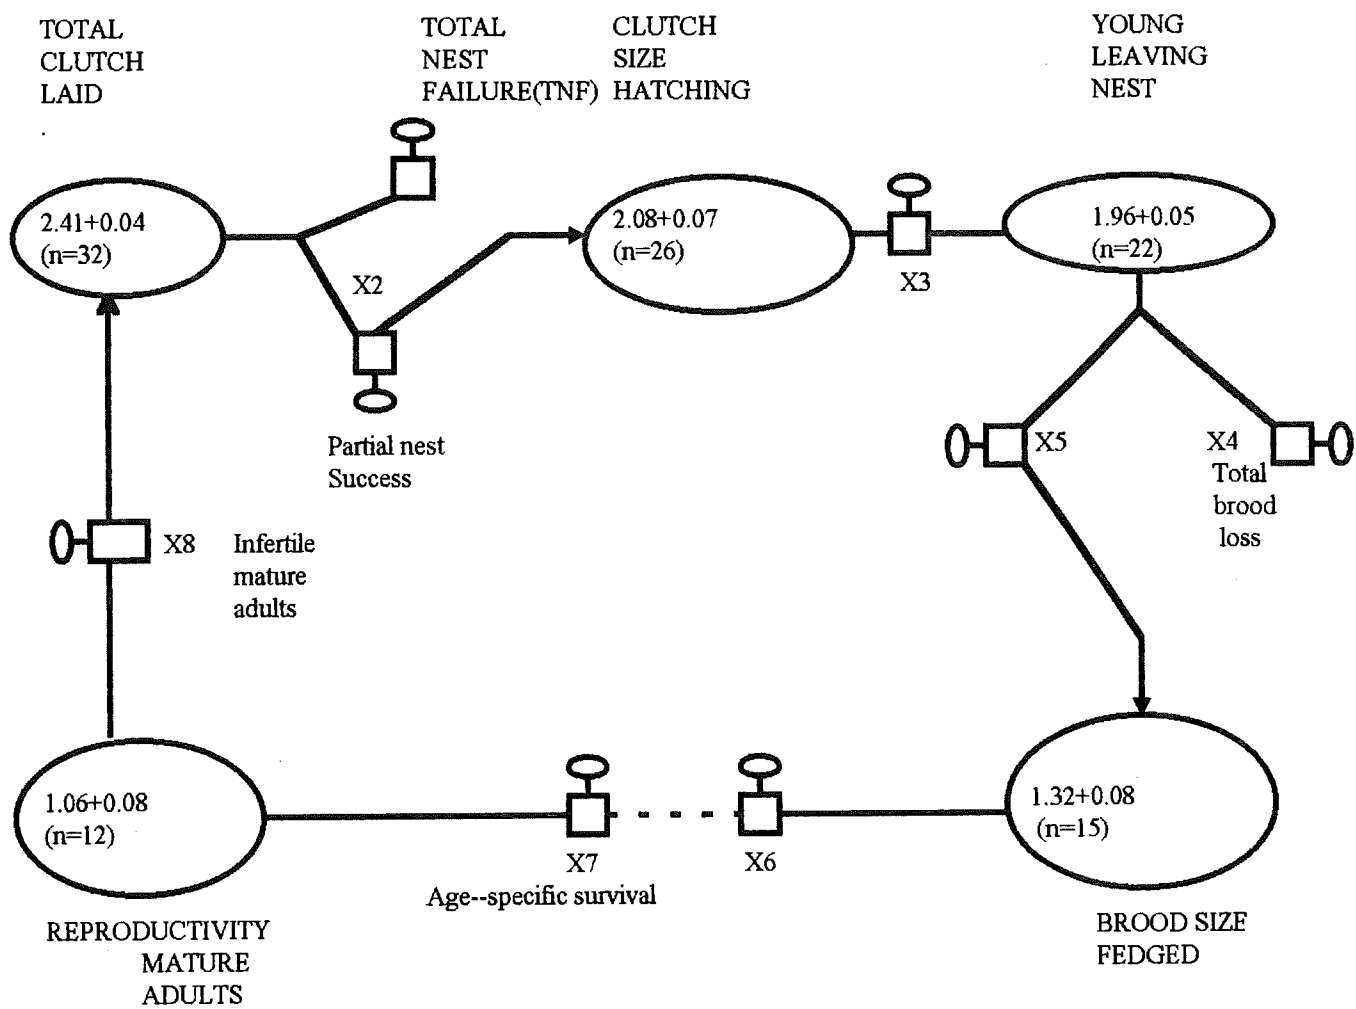 TOTAL
CLUTCH
LAID
TOTAL
NEST
FAILURE(TNF)
CLUTCH
SIZE
HATCHING
YOUNG
LEAVING
NEST
2.41+0.04
(n=32)
2.08+0.07
(n=26)
1.96+0.05
(n=22)
X2
X3
Partial nest
Success
X5
X4
Total
brood
loss
X8
Infertile
mature
adults
1.06+0.08
(n=12)
X7
X6
Age--specific survival
1.32+0.08
(n=15)
REPRODUCTIVITY
MATURE
ADULTS
BROOD SIZE
FEDGED